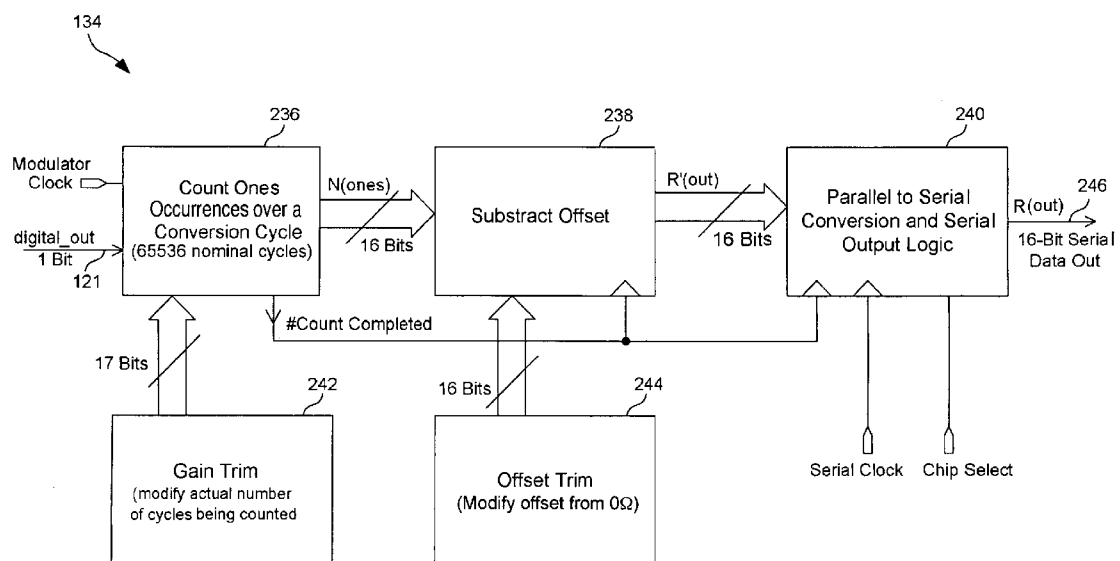 134
236
238
240
Modulator
Clock
Count Ones
Occurrences over a
Conversion Cycle
(65536 nominal cycles)
N(ones)
16 Bits
Substract Offset
R'(out)
16 Bits
Parallel to Serial
Conversion and Serial
Output Logic
R(out)
246
16-Bit Serial
Data Out
digital_out
1 Bit
121
#Count Completed
17 Bits
16 Bits
242
244
Gain Trim
(modify actual number
of cycles being counted
Offset Trim
(Modify offset from 0Ω)
Serial Clock
Chip Select